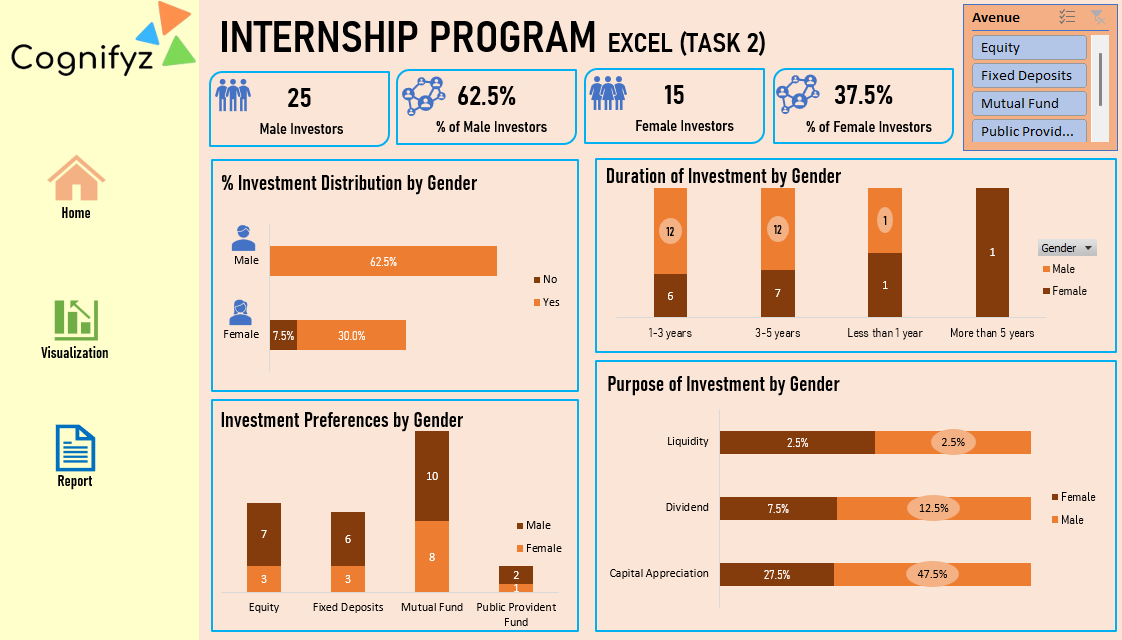 Cognifyz
INTERNSHIP PROGRAM EXCEL (TASK 2)
Avenue
Equity
Fixed Deposits
Mutual Fund
Public Provid...
25
Male Investors
62.5%
% of Male Investors
15
Female Investors
37.5%
% of Female Investors
Home
Visualization
Report
% Investment Distribution by Gender
Male
62.5%
Female
7.5%
30.0%
No
Yes
Duration of Investment by Gender
12
12
1
1
6
7
1
1-3 years
3-5 years
Less than 1 year
More than 5 years
Gender
Male
Female
Investment Preferences by Gender
10
7
6
8
2
3
3
1
Equity
Fixed Deposits
Mutual Fund
Public Provident
Fund
Male
Female
Purpose of Investment by Gender
Liquidity
2.5%
2.5%
Dividend
7.5%
12.5%
Capital Appreciation
27.5%
47.5%
Female
Male